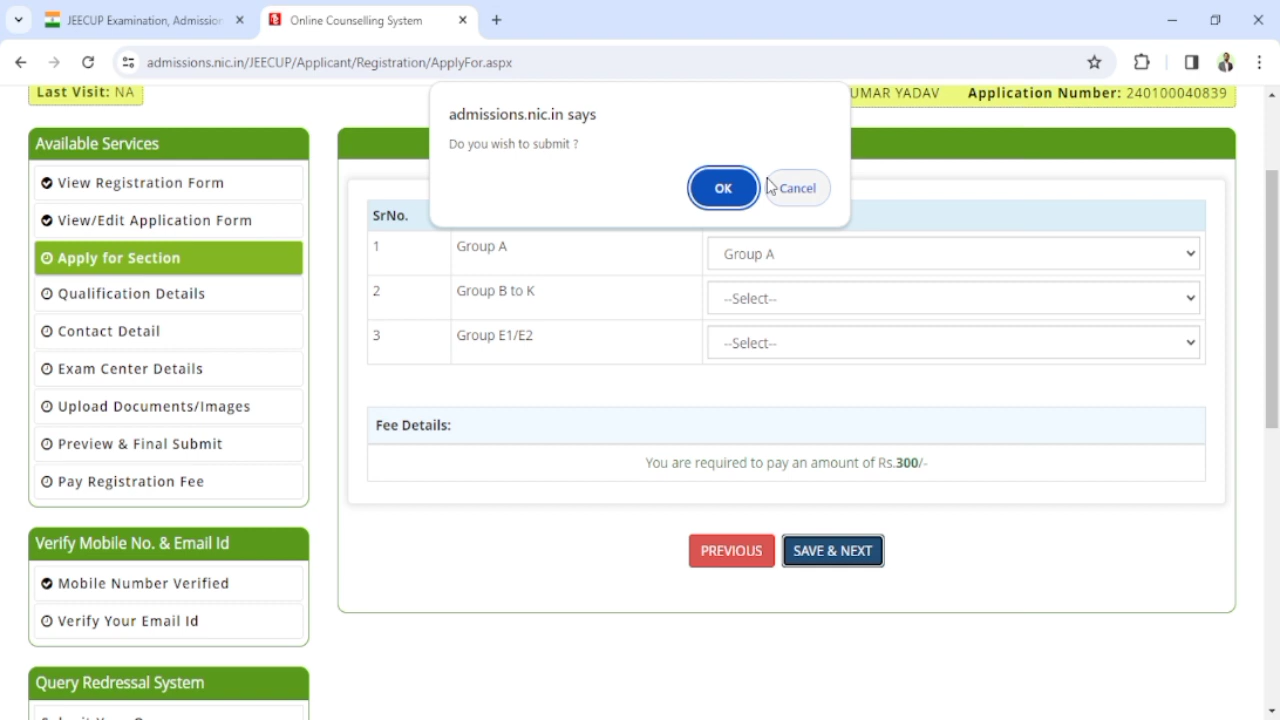 JEECUP Examination, Admission
Online Counselling System
admissions.nic.in/JEECUP/Applicant/Registration/ApplyFor.aspx
Last Visit: NA
UMAR YADAV Application Number: 240100040839
admissions.nic.in says
Do you wish to submit ?
OK
Cancel
Available Services
View Registration Form
View/Edit Application Form
Apply for Section
Qualification Details
Contact Detail
Exam Center Details
Upload Documents/Images
Preview & Final Submit
Pay Registration Fee
Verify Mobile No. & Email Id
Mobile Number Verified
Verify Your Email Id
Query Redressal System
SrNo.
1 Group A Group A
2 Group B to K --Select--
3 Group E1/E2 --Select--
Fee Details:
You are required to pay an amount of Rs.300/-
PREVIOUS SAVE & NEXT